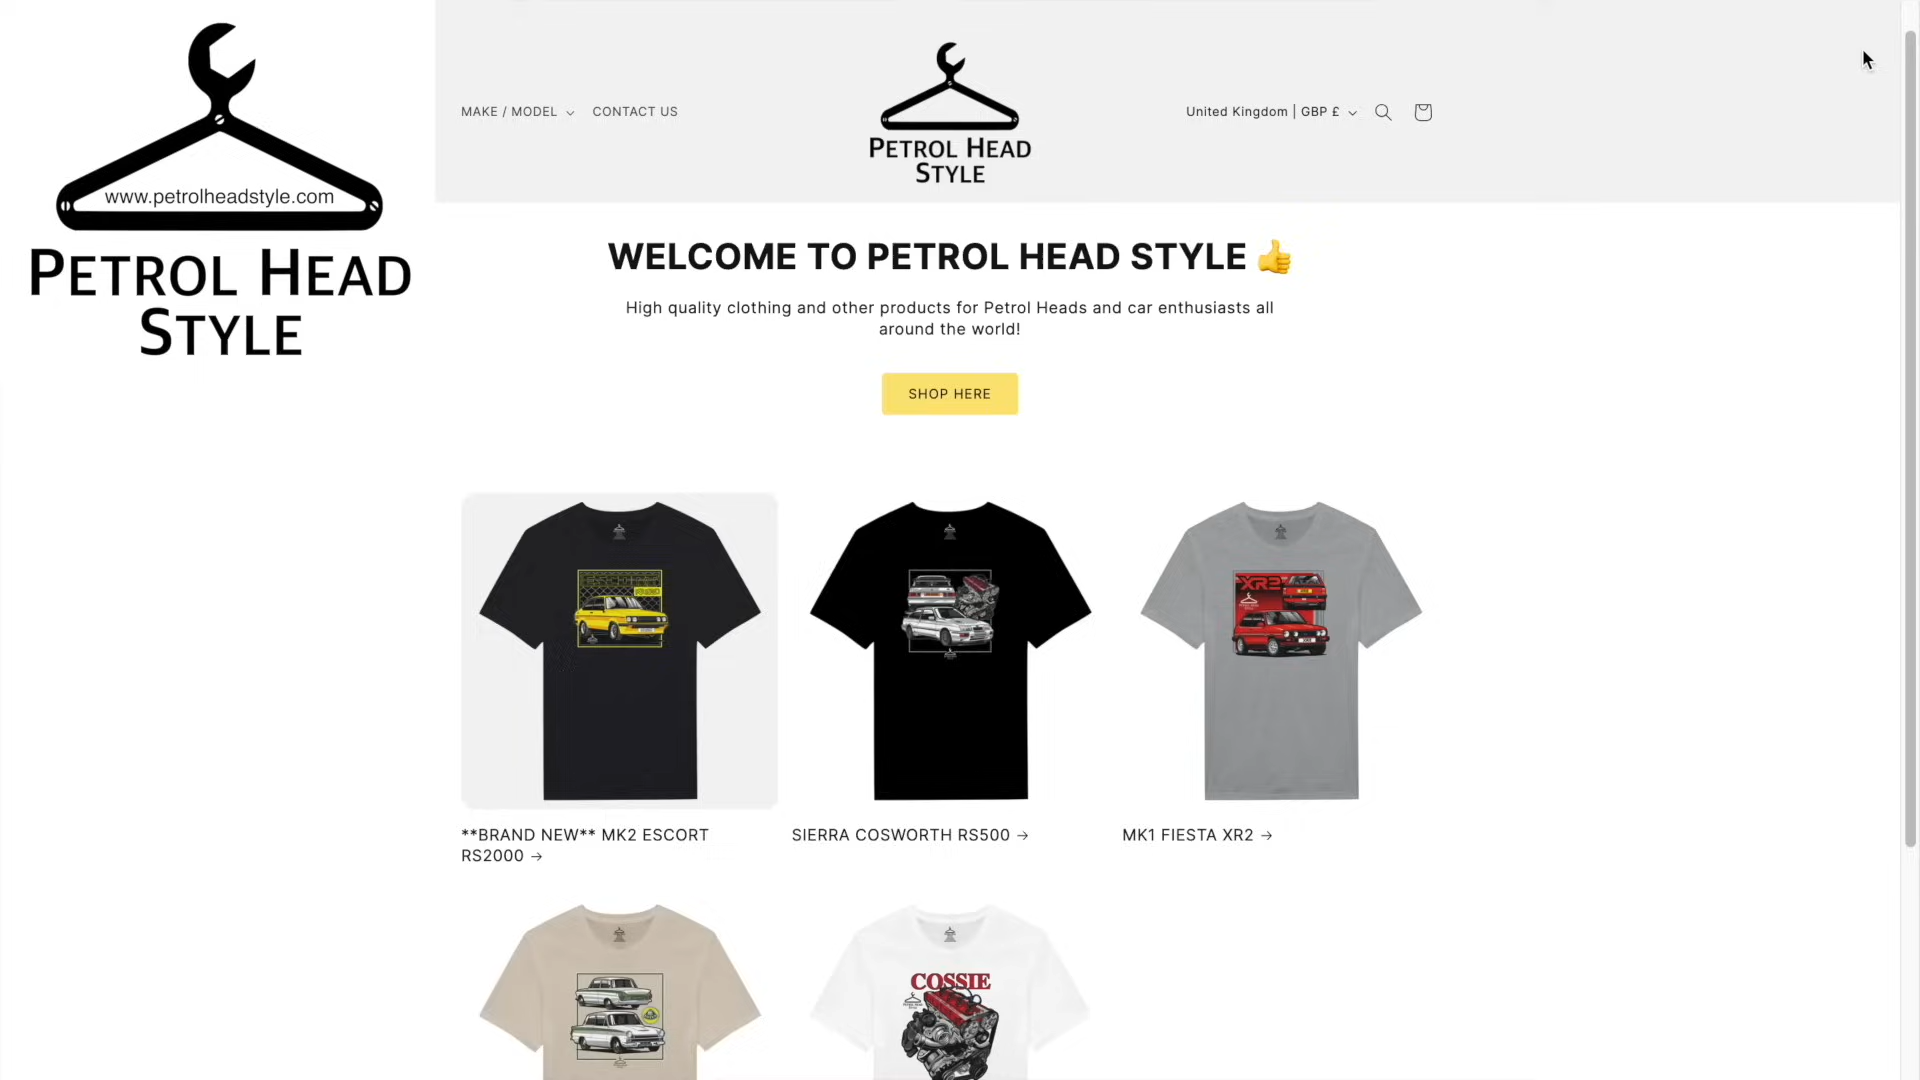 www.petrolheadstyle.com
PETROL HEAD
STYLE
MAKE / MODEL
CONTACT US
PETROL HEAD
STYLE
United Kingdom | GBP £
WELCOME TO PETROL HEAD STYLE 👍
High quality clothing and other products for Petrol Heads and car enthusiasts all
around the world!
SHOP HERE
ESCORT
XR2
**BRAND NEW** MK2 ESCORT
RS2000 →
SIERRA COSWORTH RS500 →
MK1 FIESTA XR2 →
COSSIE